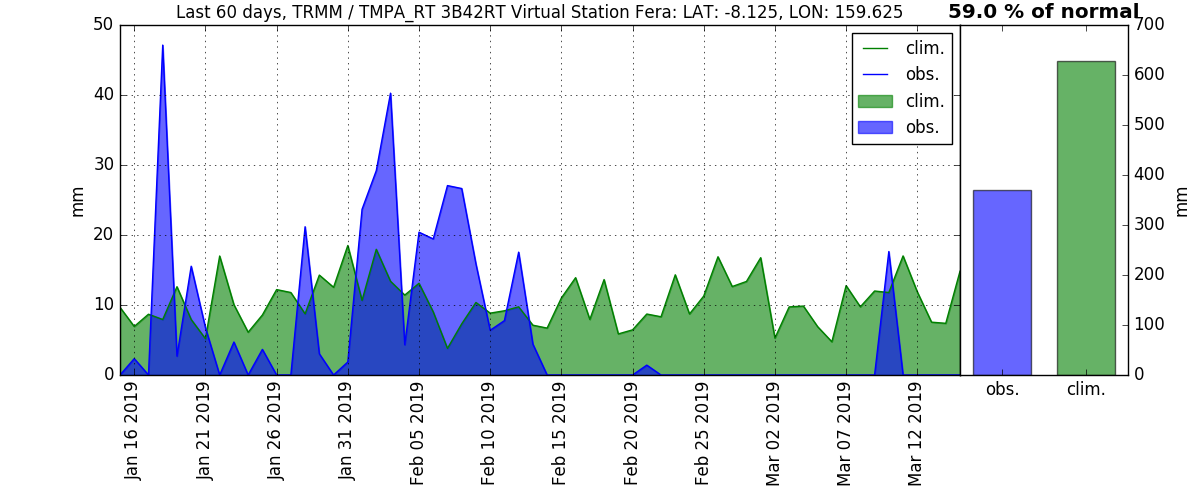 Last 60 days, TRMM / TMPA_RT 3B42RT Virtual Station Fera: LAT: -8.125, LON: 159.625
59.0 % of normal
50
40
30
20
10
0
mm
clim.
obs.
clim.
obs.
Jan 16 2019
Jan 21 2019
Jan 26 2019
Jan 31 2019
Feb 05 2019
Feb 10 2019
Feb 15 2019
Feb 20 2019
Feb 25 2019
Mar 02 2019
Mar 07 2019
Mar 12 2019
700
600
500
400
300
200
100
0
mm
obs.
clim.